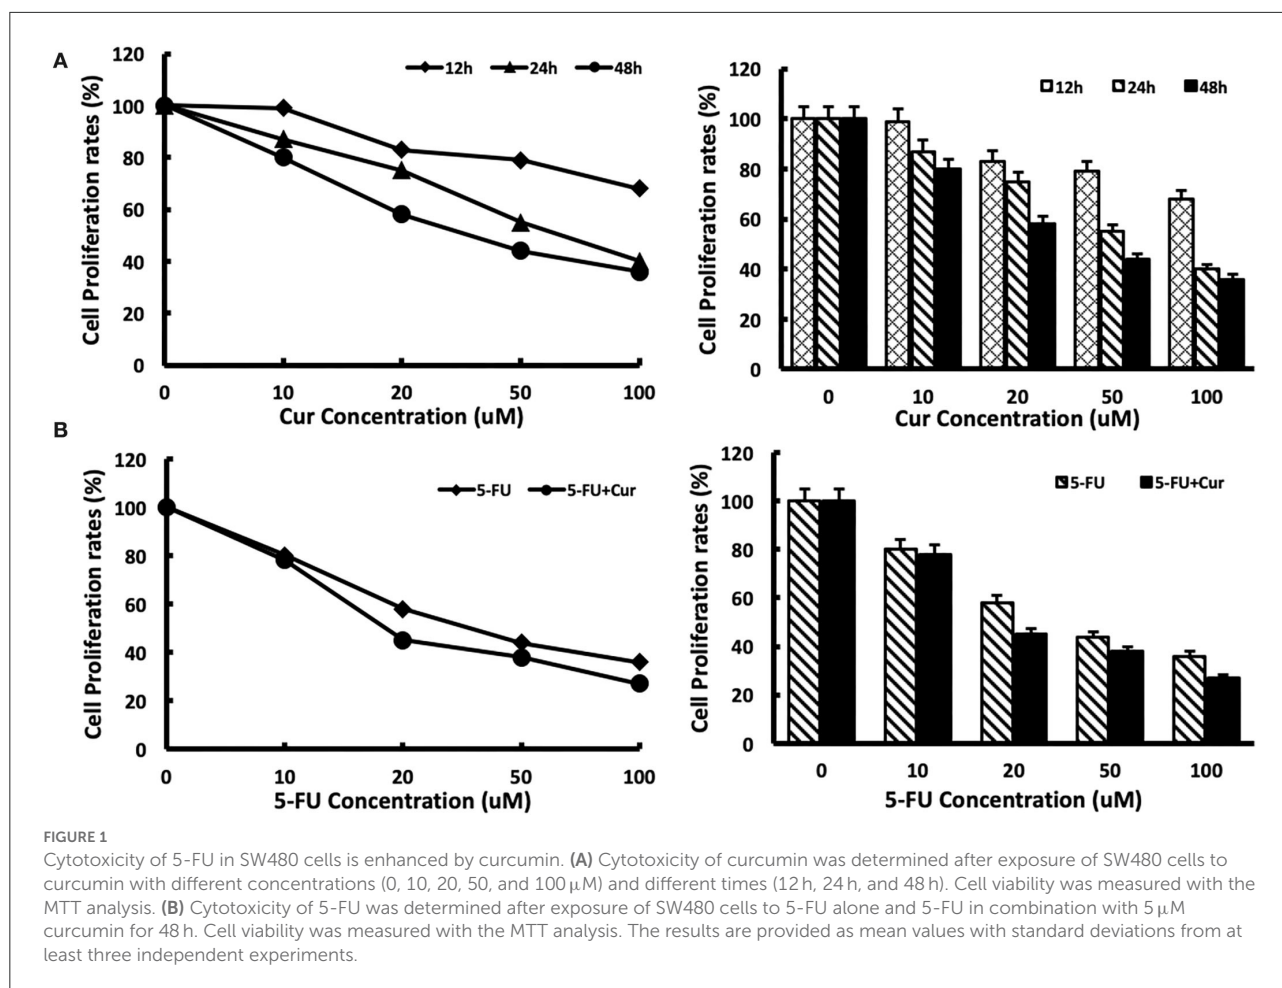 A
120
100
80
60
40
20
0
Cell Proliferation rates (%)
12h 24h 48h
0 10 20 50 100
Cur Concentration (uM)
120
100
80
60
40
20
0
Cell Proliferation rates (%)
12h 24h 48h
0 10 20 50 100
Cur Concentration (uM)
B
120
100
80
60
40
20
0
Cell Proliferation rates (%)
5-FU 5-FU+Cur
0 10 20 50 100
5-FU Concentration (uM)
120
100
80
60
40
20
0
Cell Proliferation rates (%)
5-FU 5-FU+Cur
0 10 20 50 100
5-FU Concentration (uM)
FIGURE 1
Cytotoxicity of 5-FU in SW480 cells is enhanced by curcumin. (A) Cytotoxicity of curcumin was determined after exposure of SW480 cells to
curcumin with different concentrations (0, 10, 20, 50, and 100 μM) and different times (12 h, 24 h, and 48 h). Cell viability was measured with the
MTT analysis. (B) Cytotoxicity of 5-FU was determined after exposure of SW480 cells to 5-FU alone and 5-FU in combination with 5 μM
curcumin for 48 h. Cell viability was measured with the MTT analysis. The results are provided as mean values with standard deviations from at
least three independent experiments.